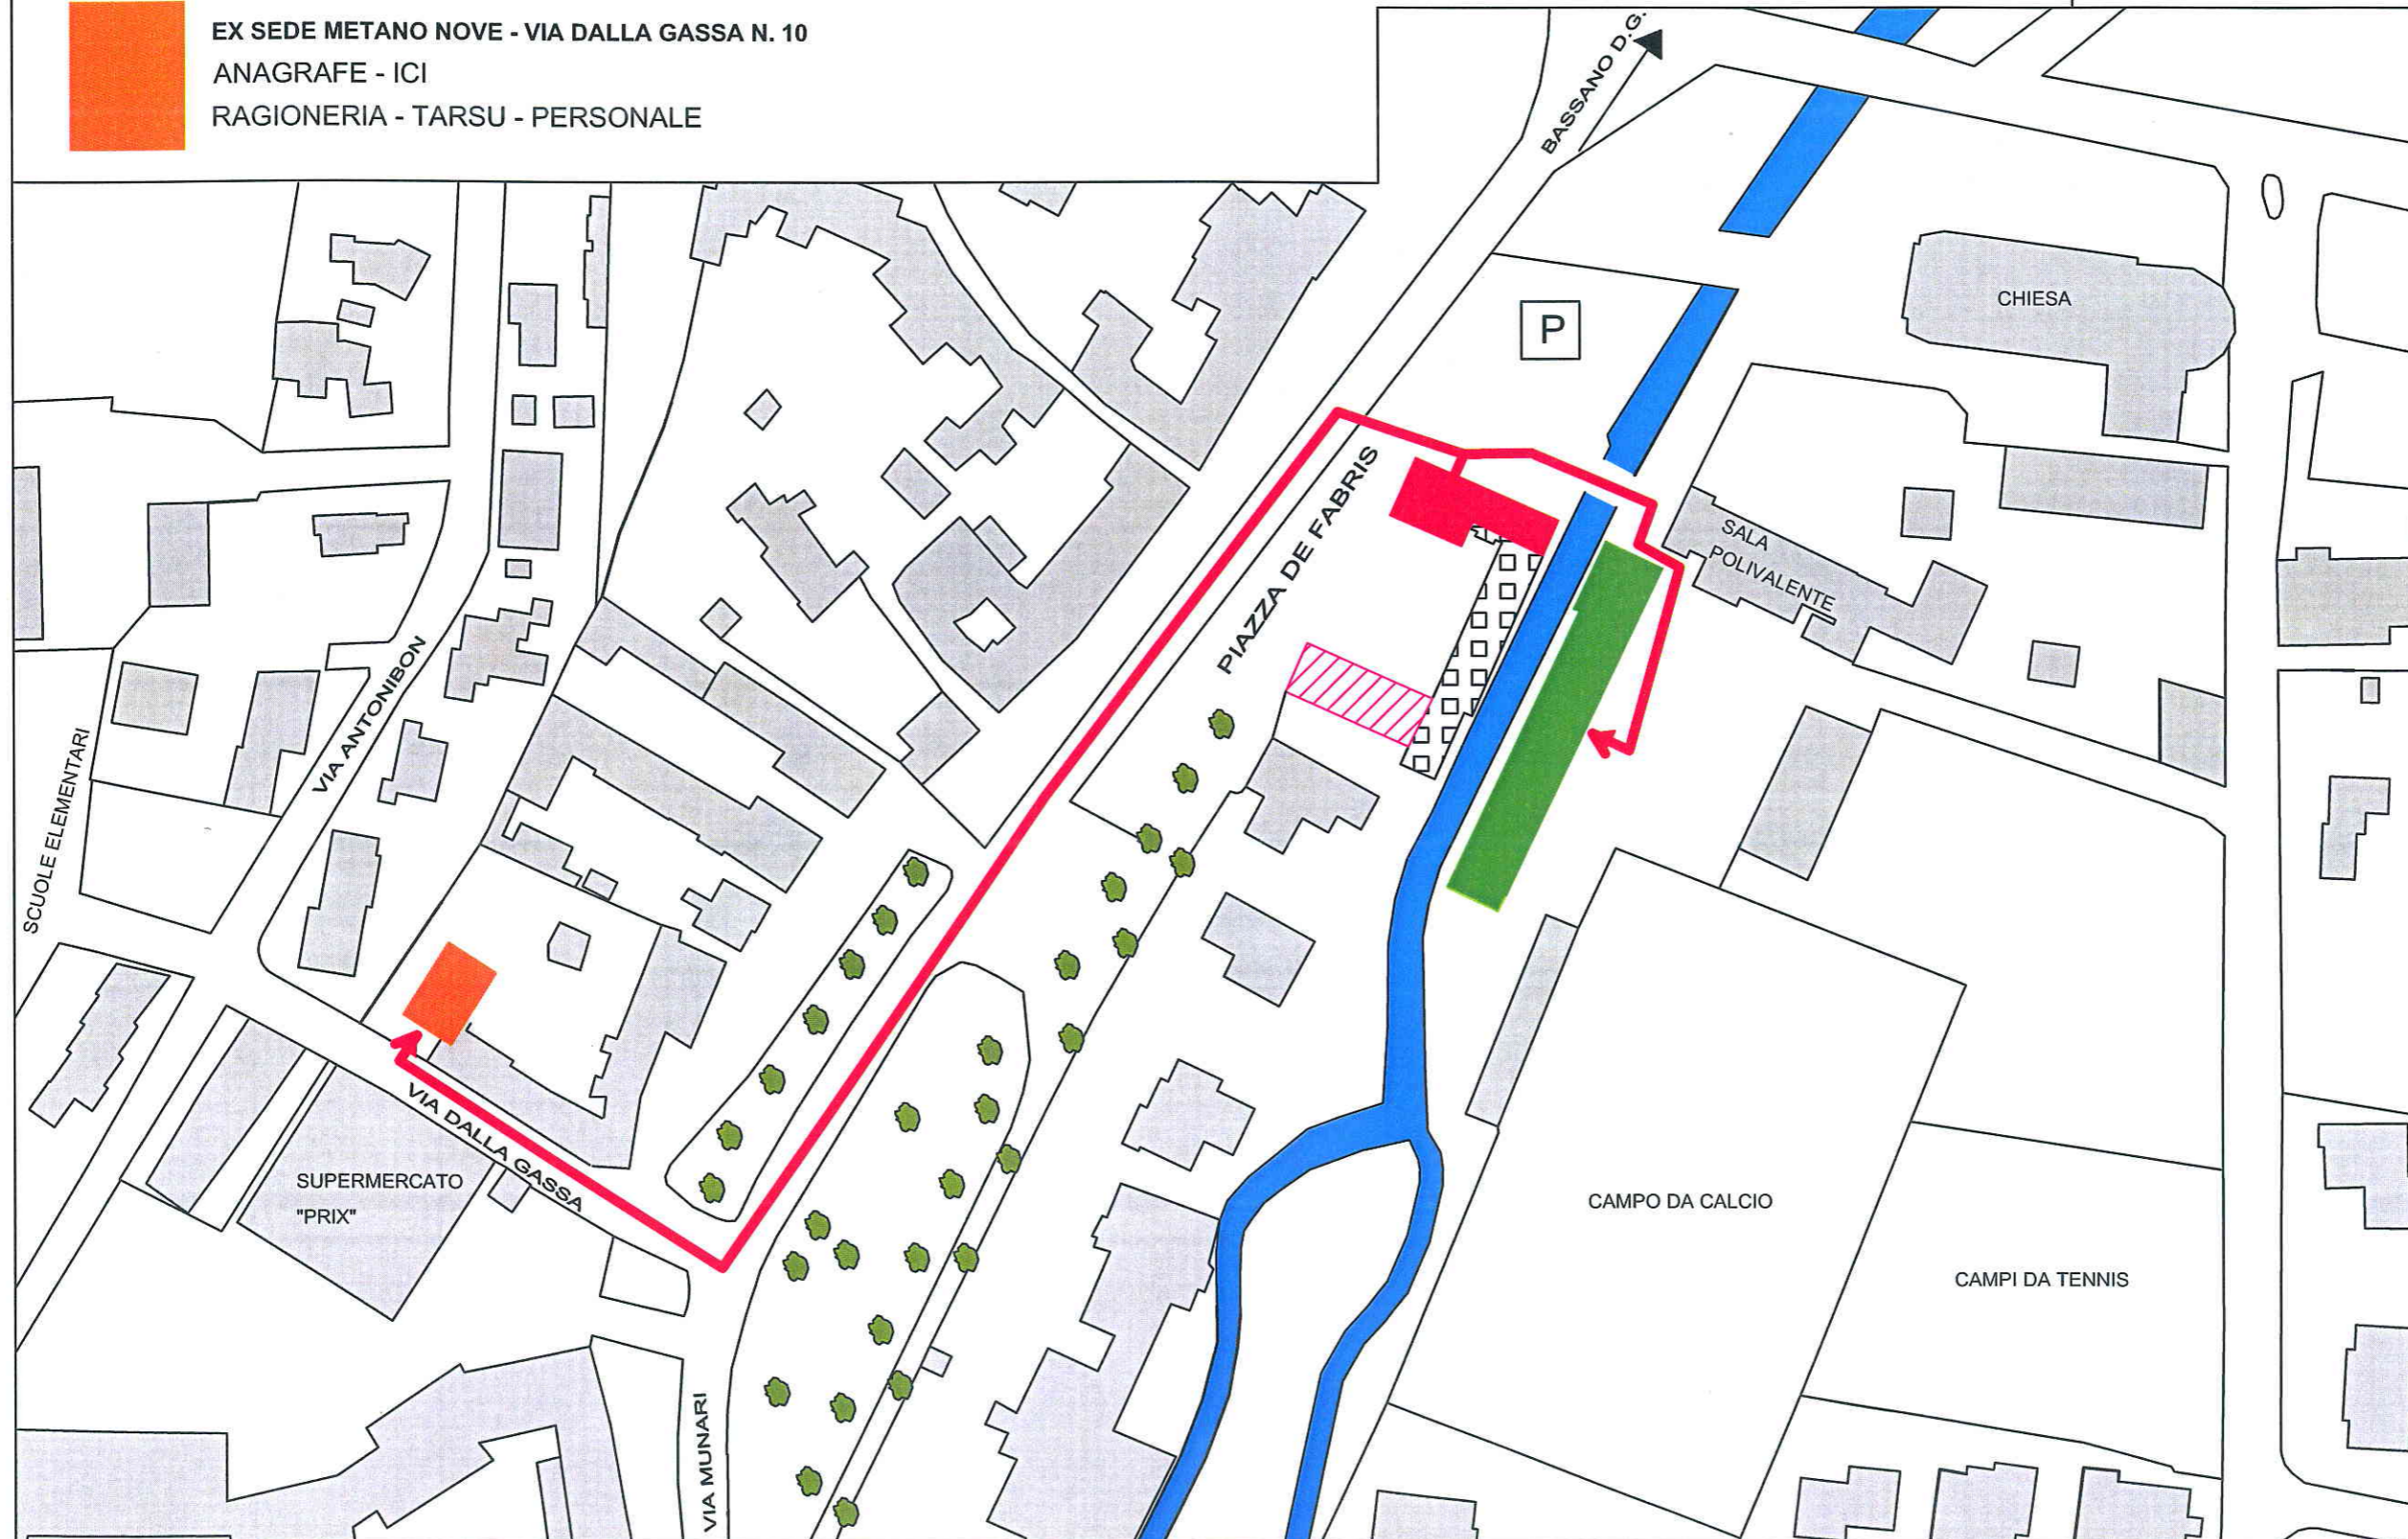 EX SEDE METANO NOVE - VIA DALLA GASSA N. 10
ANAGRAFE - ICI
RAGIONERIA - TARSU - PERSONALE
BASSANO D.G.
P
CHIESA
PIAZZA DE FABRIS
SALA
POLIVALENTE
VIA ANTONIBON
SCUOLE ELEMENTARI
VIA DALLA GASSA
SUPERMERCATO
"PRIX"
CAMPO DA CALCIO
CAMPI DA TENNIS
VIA MUNARI